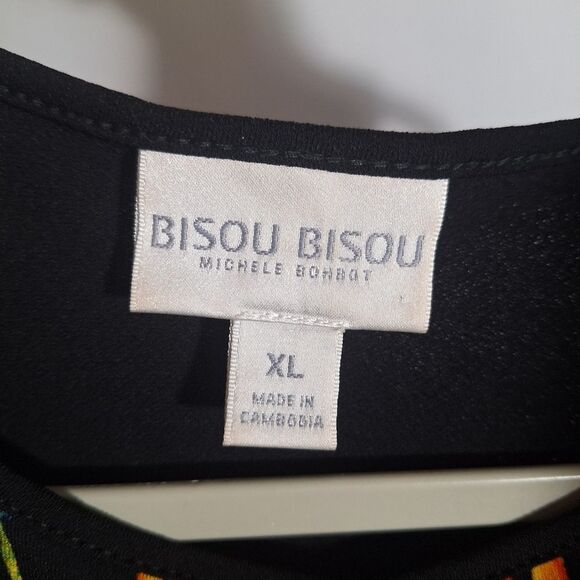 BISOU BISOU
MICHELE BOHBOT
XL
MADE IN
CAMBODIA